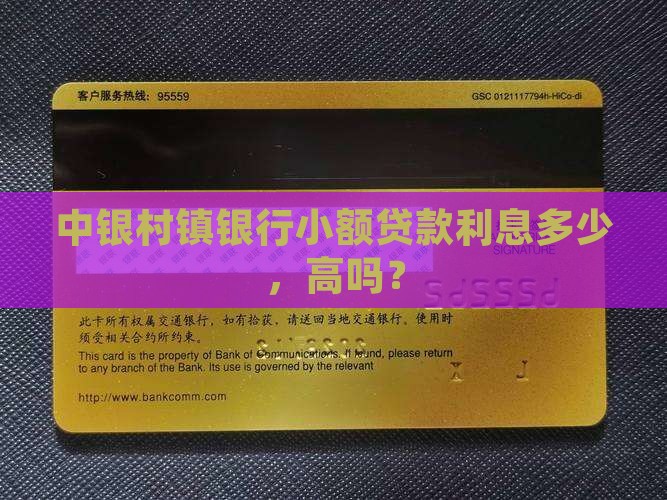 客户服务热线：95559
GSC 0121117794h-HiCo-di
中银村镇银行小额贷款利息多少
，高吗？
SIGNATURE
此卡所有权属交通银行，如有拾获，请送回当地交通银行。使用时
须受相关合约所约束。
This card is the property of Bank of Communications. If found, please return
to any branch of the Bank. Its use is governed by the relevant
http://www.bankcomm.com